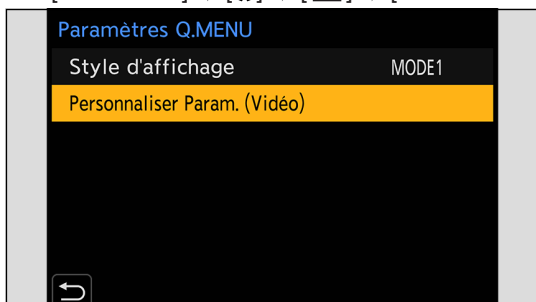 Paramètres Q.MENU
Style d'affichage MODE1
Personnaliser Param. (Vidéo)